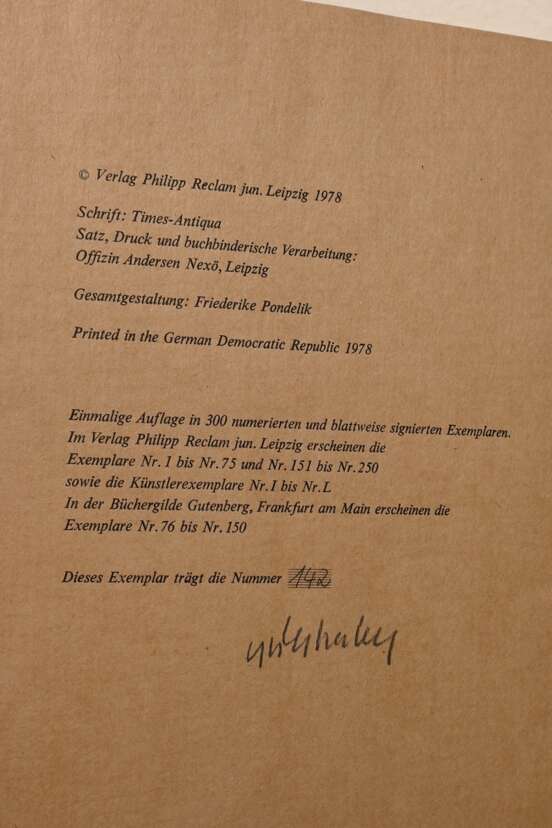 © Verlag Philipp Reclam jun. Leipzig 1978
Schrift: Times-Antiqua
Satz, Druck und buchbinderische Verarbeitung:
Offizin Andersen Nexö, Leipzig
Gesamtgestaltung: Friederike Pondelik
Printed in the German Democratic Republic 1978
Einmalige Auflage in 300 numerierten und blattweise signierten Exemplaren.
Im Verlag Philipp Reclam jun. Leipzig erscheinen die
Exemplare Nr. 1 bis Nr. 75 und Nr. 151 bis Nr. 250
sowie die Künstlerexemplare Nr. I bis Nr. L
In der Büchergilde Gutenberg, Frankfurt am Main erscheinen die
Exemplare Nr. 76 bis Nr. 150
Dieses Exemplar trägt die Nummer 142